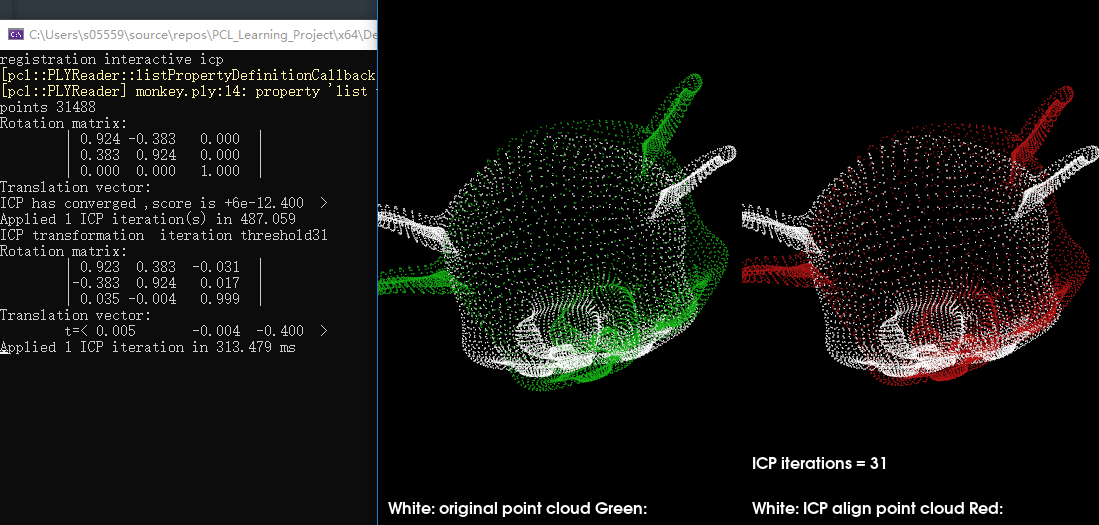 C:\Users\s05559\source\repos\PCL_Learning_Project\x64\De
registration interactive icp
[pcl::PLYReader::listPropertyDefinitionCallback
[pcl::PLYReader] monkey.ply:14: property 'list
points 31488
Rotation matrix:
| 0.924 -0.383 0.000 |
| 0.383 0.924 0.000 |
| 0.000 0.000 1.000 |
Translation vector:
ICP has converged ,score is +6e-12.400 >
Applied 1 ICP iteration(s) in 487.059
ICP transformation iteration threshold31
Rotation matrix:
| 0.923 0.383 -0.031 |
| -0.383 0.924 0.017 |
| 0.035 -0.004 0.999 |
Translation vector:
t=< 0.005 -0.004 -0.400 >
Applied 1 ICP iteration in 313.479 ms
ICP iterations = 31
White: original point cloud Green:
White: ICP align point cloud Red: